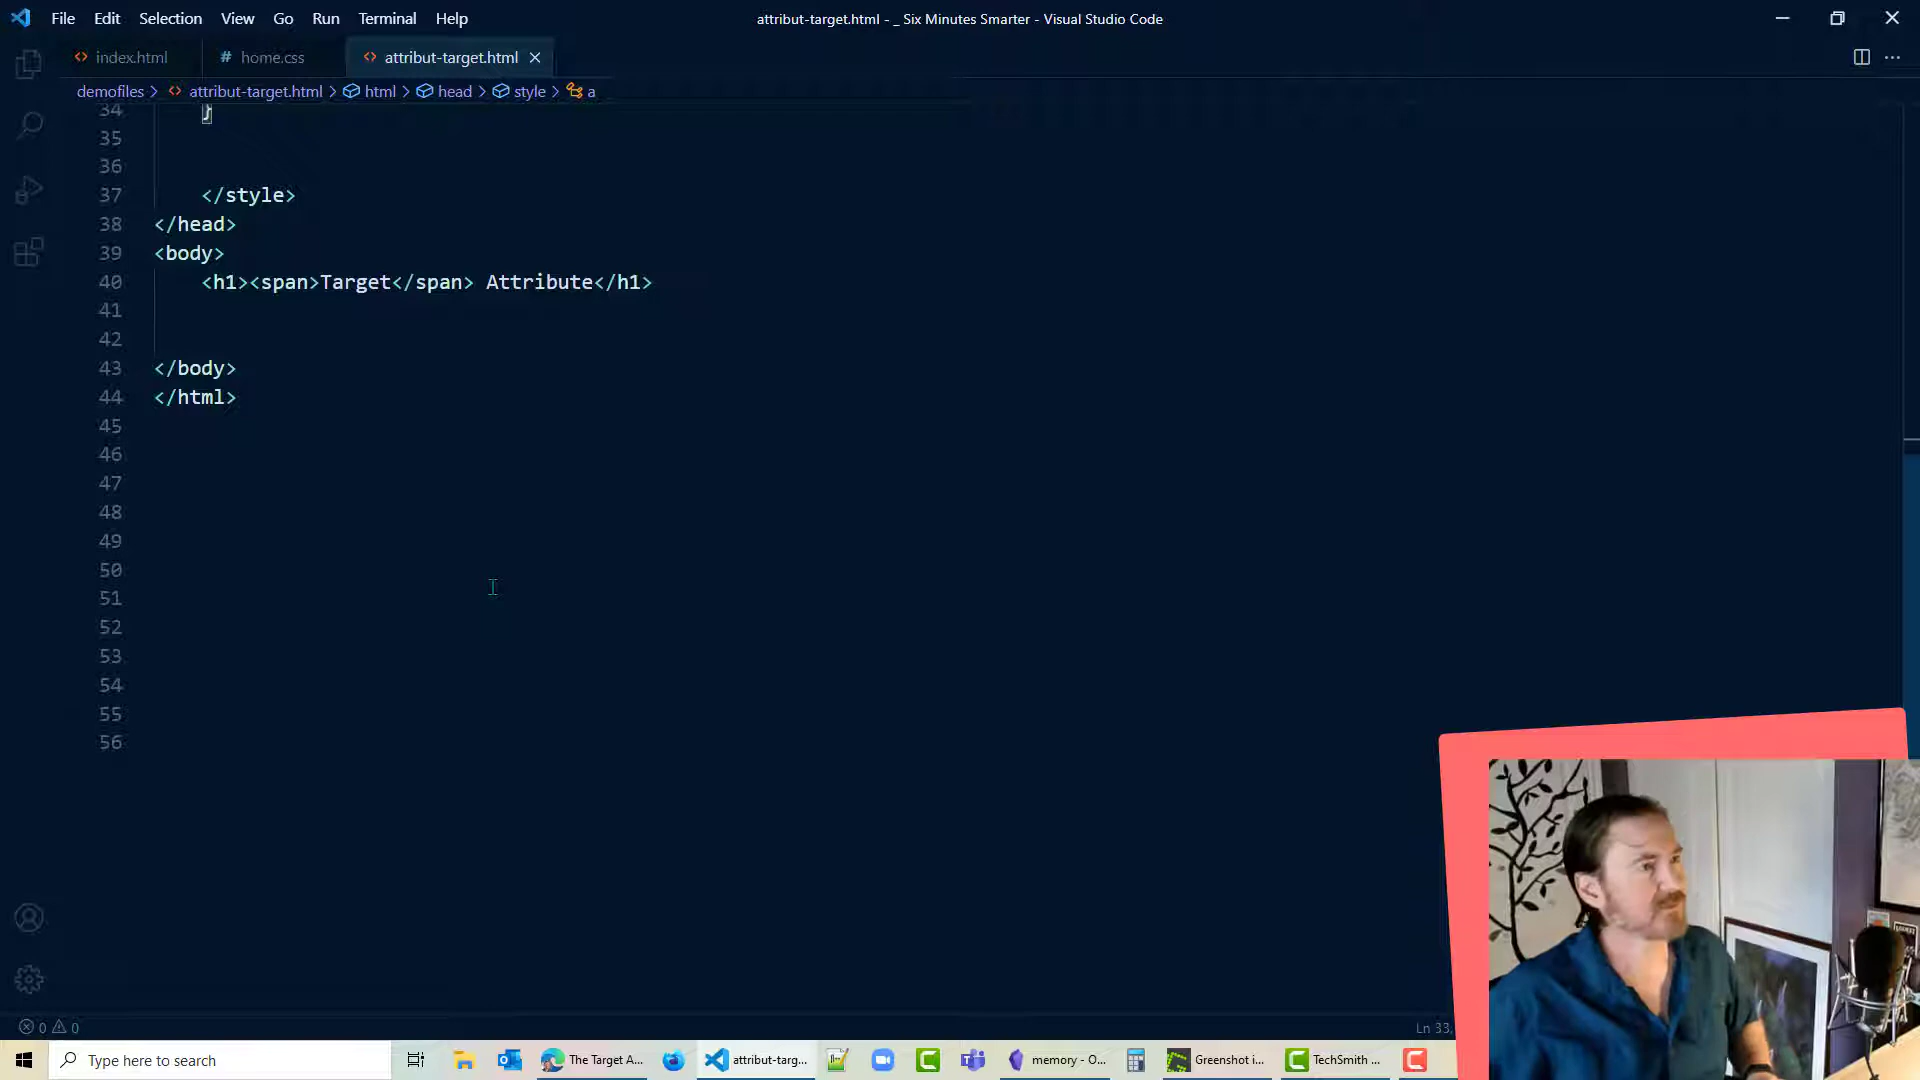 File Edit Selection View Go Run Terminal Help
attribut-target.html - _ Six Minutes Smarter - Visual Studio Code
index.html # home.css attribut-target.html
demofiles > attribut-target.html > html > head > style > a
34 }
35
36
37 </style>
38 </head>
39 <body>
40 <h1><span>Target</span> Attribute</h1>
41
42
43 </body>
44 </html>
45
46
47
48
49
50
51
52
53
54
55
56
0 0
Ln 33,
Type here to search
The Target A...
attribut-targ...
memory - O...
Greenshot i...
TechSmith ...